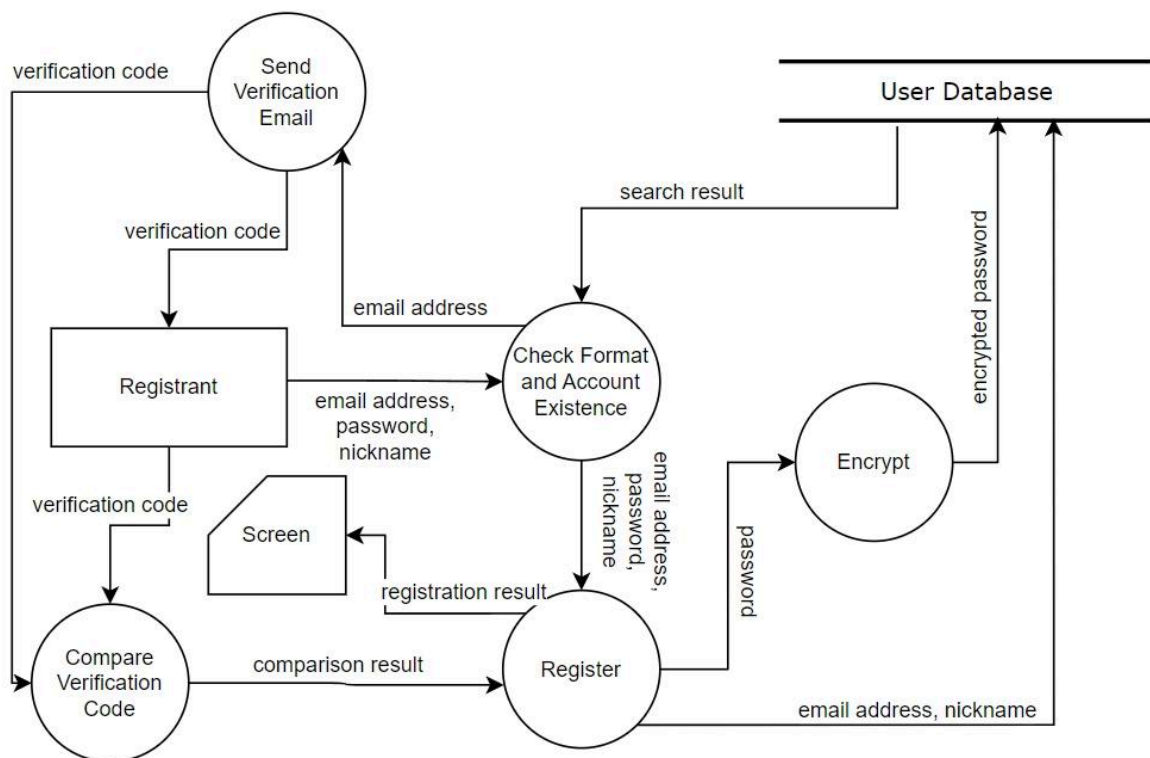 verification code
Send
Verification
Email
User Database
search result
verification code
encrypted password
email address
Check Format
and Account
Existence
Registrant
email address,
password,
nickname
Encrypt
email address,
password,
nickname
verification code
Screen
password
registration result
Compare
Verification
Code
comparison result
Register
email address, nickname